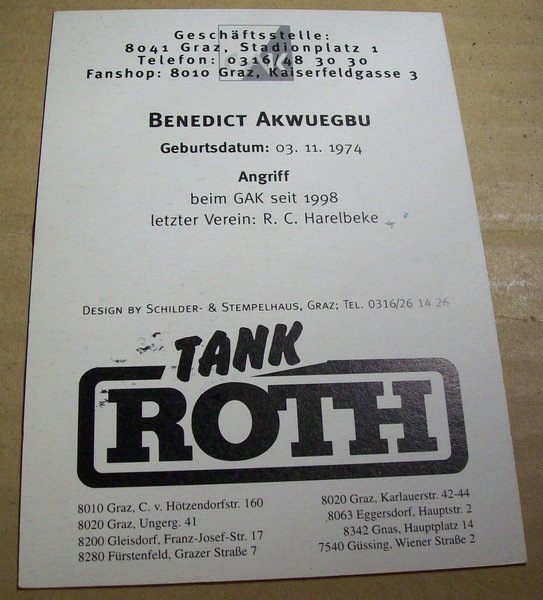 Geschäftsstelle:
8041 Graz, Stadionplatz 1
Telefon: 0316/48 30 30
Fanshop: 8010 Graz, Kaiserfeldgasse 3
BENEDICT AKWUEGBU
Geburtsdatum: 03. 11. 1974
Angriff
beim GAK seit 1998
letzter Verein: R. C. Harelbeke
DESIGN BY SCHILDER- & STEMPELHAUS, GRAZ; TEL. 0316/26 14 26
TANK
ROTH
8010 Graz, C. v. Hötzendorfstr. 160
8020 Graz, Ungerg. 41
8200 Gleisdorf, Franz-Josef-Str. 17
8280 Fürstenfeld, Grazer Straße 7
8020 Graz, Karlauerstr. 42-44
8063 Eggersdorf, Hauptstr. 2
8342 Gnas, Hauptplatz 14
7540 Güssing, Wiener Straße 2